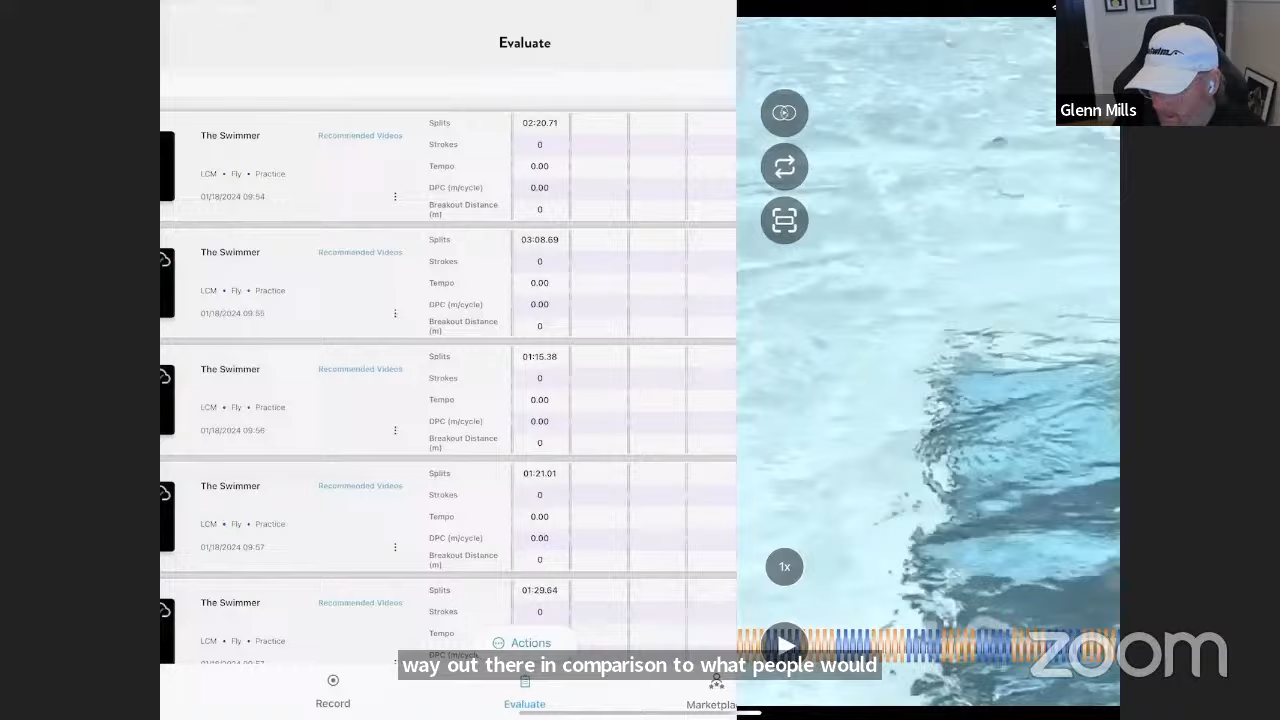 Evaluate
The Swimmer
Recommended Videos
LCM • Fly • Practice
01/18/2024 09:54
Splits 02:20.71
Strokes 0
Tempo 0.00
DPC (m/cycle) 0.00
Breakout Distance 0
(m)
The Swimmer
Recommended Videos
LCM • Fly • Practice
01/18/2024 09:55
Splits 03:08.69
Strokes 0
Tempo 0.00
DPC (m/cycle) 0.00
Breakout Distance 0
(m)
The Swimmer
Recommended Videos
LCM • Fly • Practice
01/18/2024 09:56
Splits 01:15.38
Strokes 0
Tempo 0.00
DPC (m/cycle) 0.00
Breakout Distance 0
(m)
The Swimmer
Recommended Videos
LCM • Fly • Practice
01/18/2024 09:57
Splits 01:21.01
Strokes 0
Tempo 0.00
DPC (m/cycle) 0.00
Breakout Distance 0
(m)
The Swimmer
Recommended Videos
LCM • Fly • Practice
Splits 01:29.64
Strokes 0
Tempo
Actions
way out there in comparison to what people would
Record
Evaluate
Marketpla
1x
Glenn Mills
zoom